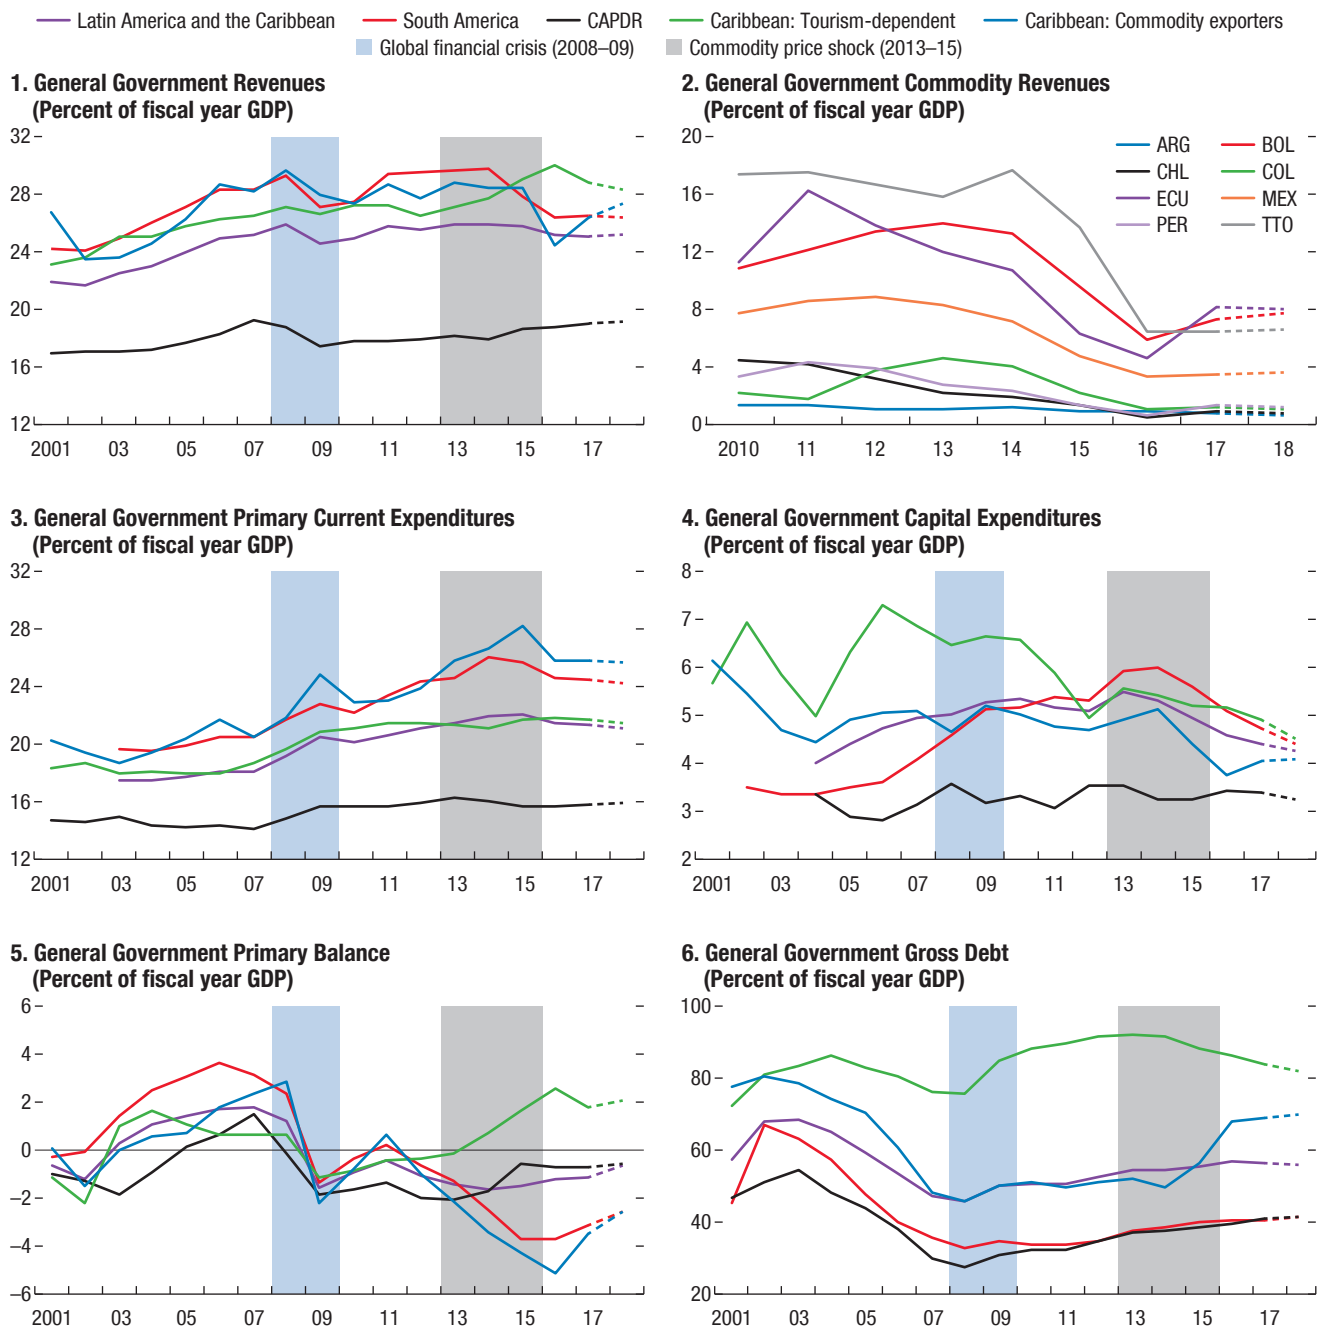 Latin America and the Caribbean South America CAPDR Caribbean: Tourism-dependent Caribbean: Commodity exporters
Global financial crisis (2008–09) Commodity price shock (2013–15)
1. General Government Revenues
(Percent of fiscal year GDP)
32
28
24
20
16
12
2001 03 05 07 09 11 13 15 17
2. General Government Commodity Revenues
(Percent of fiscal year GDP)
20
16
12
8
4
0
ARG BOL
CHL COL
ECU MEX
PER TTO
2010 11 12 13 14 15 16 17 18
3. General Government Primary Current Expenditures
(Percent of fiscal year GDP)
32
28
24
20
16
12
2001 03 05 07 09 11 13 15 17
4. General Government Capital Expenditures
(Percent of fiscal year GDP)
8
7
6
5
4
3
2
2001 03 05 07 09 11 13 15 17
5. General Government Primary Balance
(Percent of fiscal year GDP)
6
4
2
0
–2
–4
–6
2001 03 05 07 09 11 13 15 17
6. General Government Gross Debt
(Percent of fiscal year GDP)
100
80
60
40
20
2001 03 05 07 09 11 13 15 17